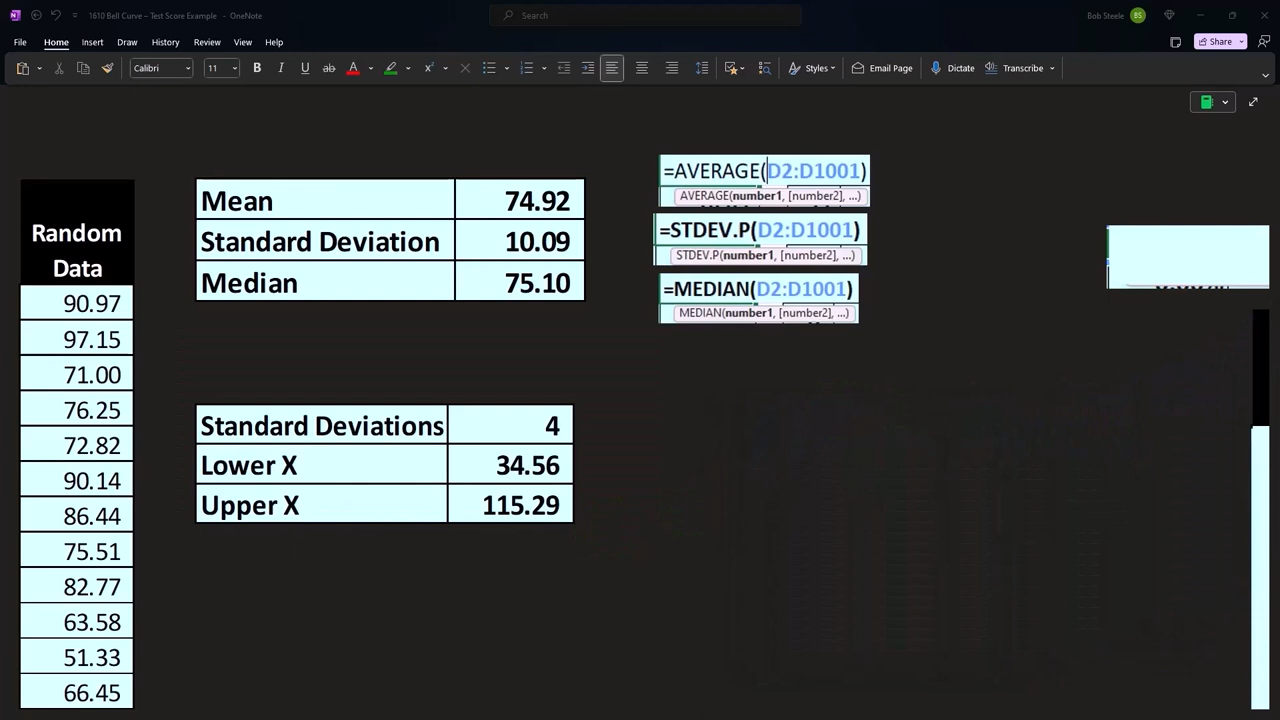 1610 Bell Curve – Test Score Example - OneNote
Search
Bob Steele
BS
File Home Insert Draw History Review View Help
Share
Calibri 11 B I U ab A x
Styles Email Page Dictate Transcribe
Random
Data
90.97
97.15
71.00
76.25
72.82
90.14
86.44
75.51
82.77
63.58
51.33
66.45
Mean 74.92
Standard Deviation 10.09
Median 75.10
Standard Deviations 4
Lower X 34.56
Upper X 115.29
=AVERAGE(D2:D1001)
AVERAGE(number1, [number2], ...)
=STDEV.P(D2:D1001)
STDEV.P(number1, [number2], ...)
=MEDIAN(D2:D1001)
MEDIAN(number1, [number2], ...)